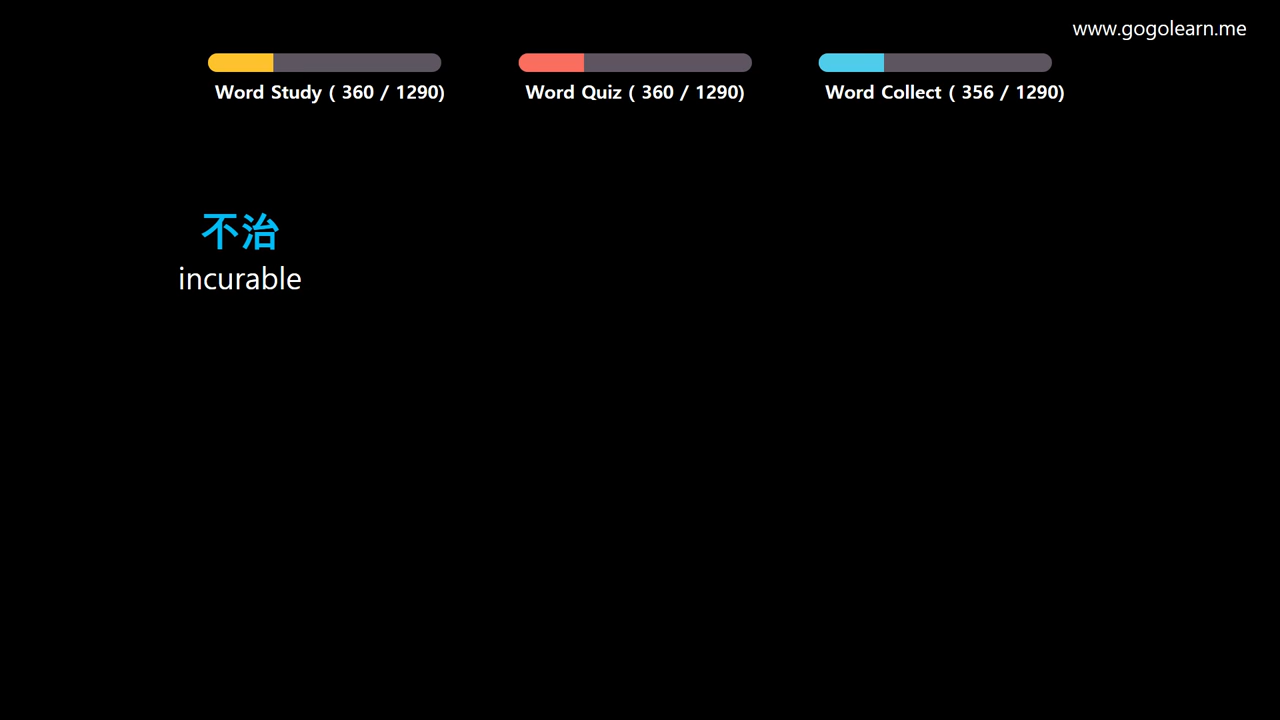 www.gogolearn.me
Word Study ( 360 / 1290)
Word Quiz ( 360 / 1290)
Word Collect ( 356 / 1290)
不治
incurable